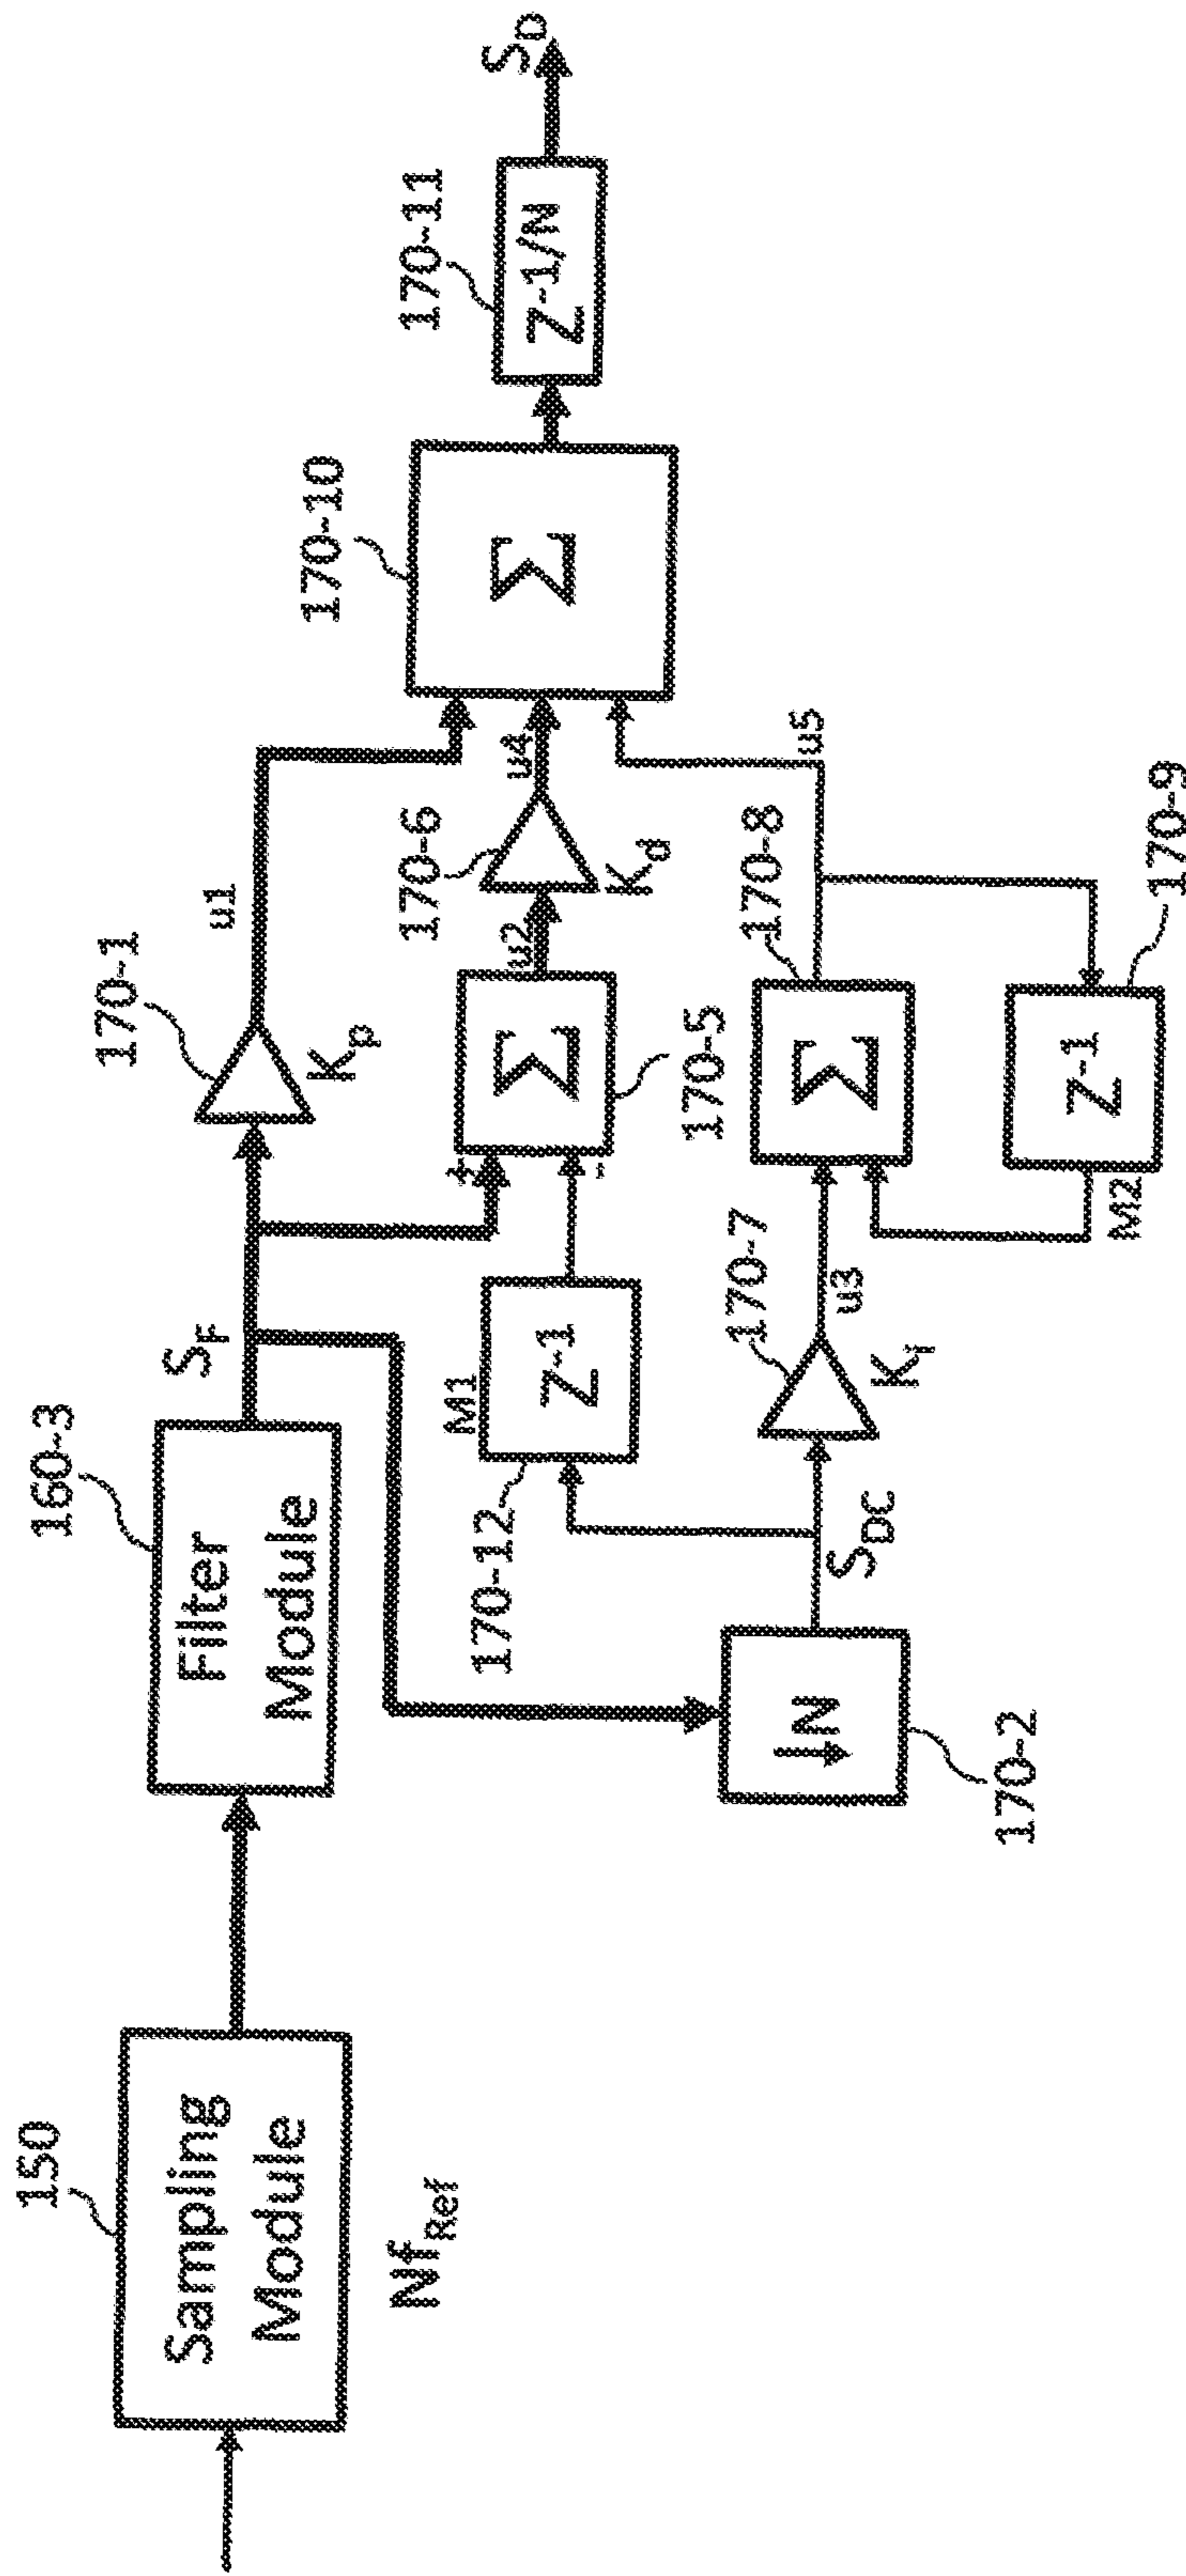 150
Sampling
Module
Nf_Ref
160-3
Filter
Module
S_F
170-1
K_p
u1
170-2
↓N
S_DC
170-12
M1
Z^-1
+
-
Σ
170-5
u2
170-6
K_d
u4
170-7
K_i
u3
170-8
Σ
u5
170-9
Z^-1
M2
170-10
Σ
170-11
Z^-1/N
S_D